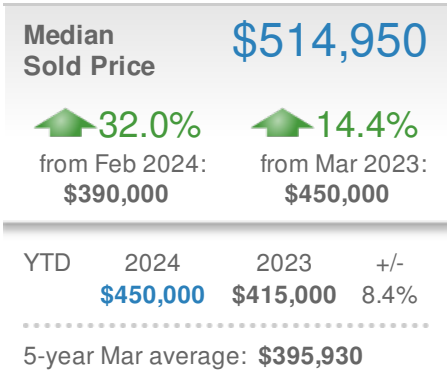 Median
Sold Price
$514,950
32.0% 14.4%
from Feb 2024: from Mar 2023:
$390,000 $450,000
YTD 2024 2023 +/-
$450,000 $415,000 8.4%
5-year Mar average: $395,930